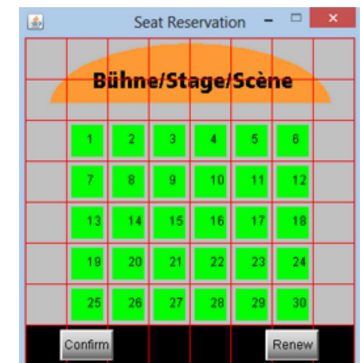 Seat Reservation
Bühne/Stage/Scène
1 2 3 4 5 6
7 8 9 10 11 12
13 14 15 16 17 18
19 20 21 22 23 24
25 26 27 28 29 30
Confirm Renew